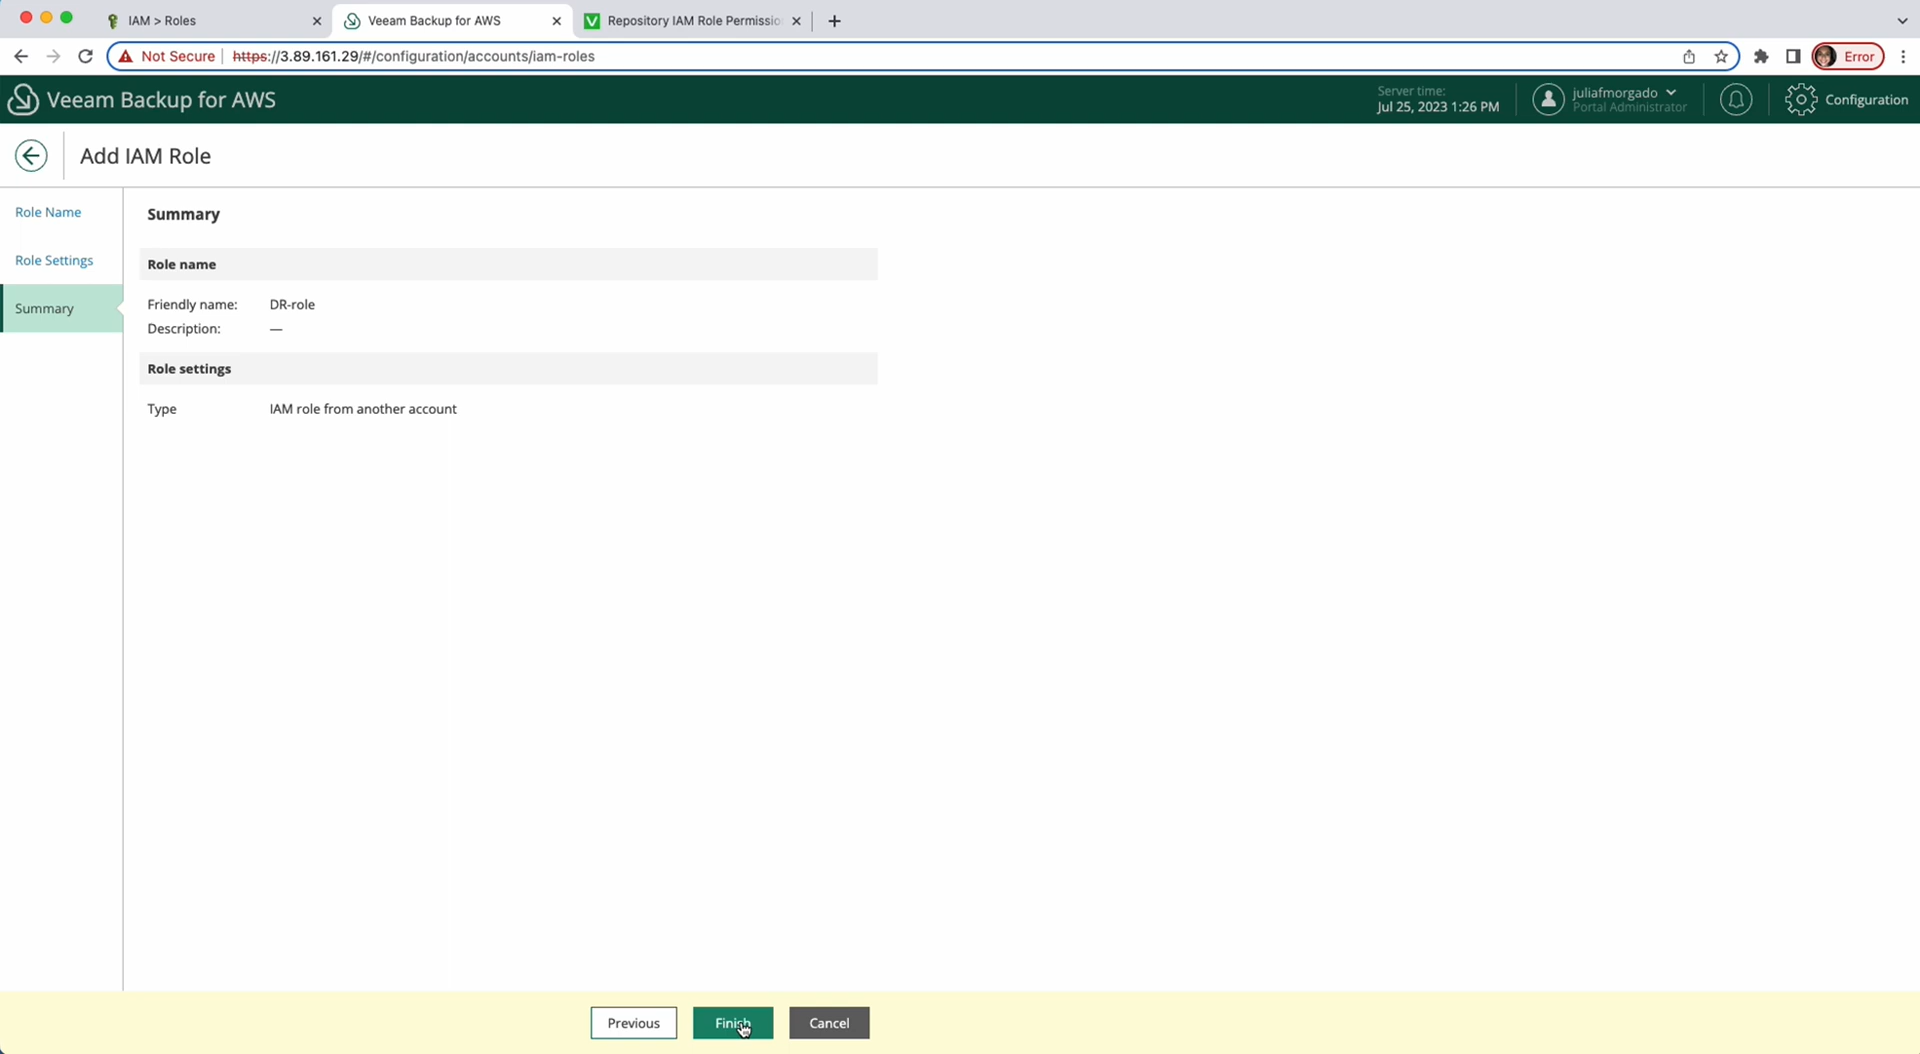 IAM > Roles
Veeam Backup for AWS
Repository IAM Role Permissio
Not Secure
https://3.89.161.29/#/configuration/accounts/iam-roles
Error
Veeam Backup for AWS
Server time:
Jul 25, 2023 1:26 PM
juliafmorgado
Portal Administrator
Configuration
Add IAM Role
Role Name
Role Settings
Summary
Summary
Role name
Friendly name: DR-role
Description: —
Role settings
Type IAM role from another account
Previous
Finish
Cancel